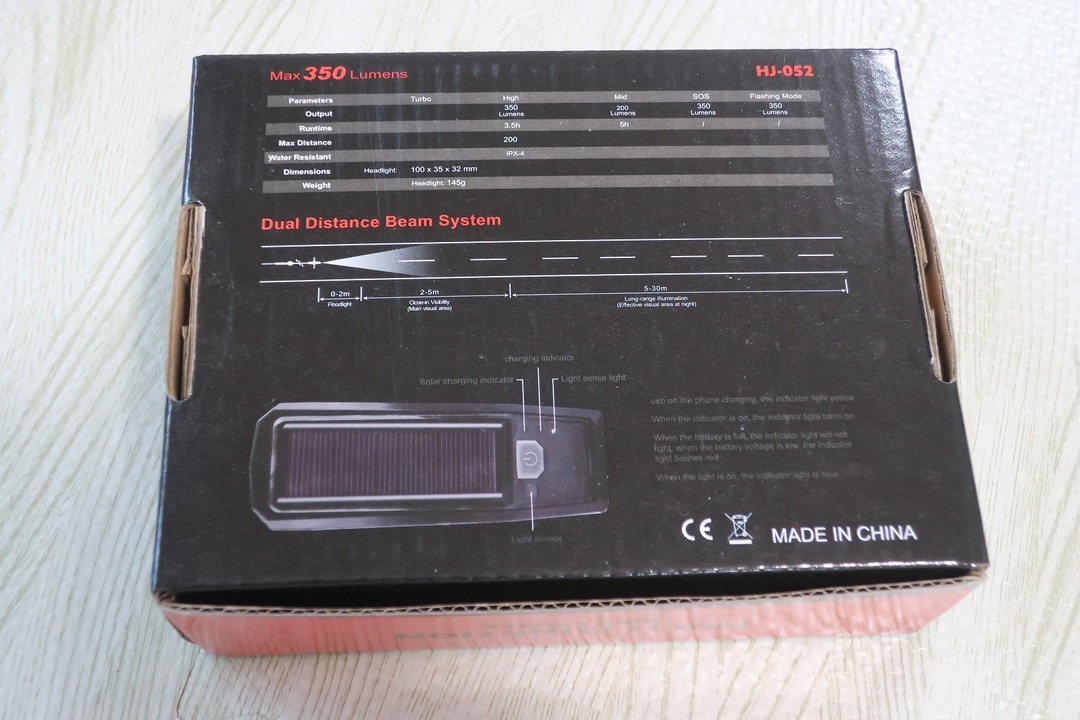 Max 350 Lumens
HJ-052
Parameters Turbo High Mid SOS Flashing Mode
Output 350 Lumens 200 Lumens 350 Lumens 350 Lumens
Runtime 3.5h 5h / /
Max Distance 200
Water Resistant IPX-4
Dimensions Headlight: 100 x 35 x 32 mm
Weight Headlight: 145g
Dual Distance Beam System
0-2m 2-5m 5-30m
Floodlight Close-in Visibility Long-range Illumination
(Main visual area) (Effective visual area at night)
charging indicator
Solar charging indicator Light sense light
usb on the phone charging, the indicator light yellow
When the indicator is on, the indicator light turns on
When the battery is full, the indicator light will not
light, when the battery voltage is low, the indicator
light flashes red
When the light is on, the indicator light is blue
Light sensor
CE
MADE IN CHINA